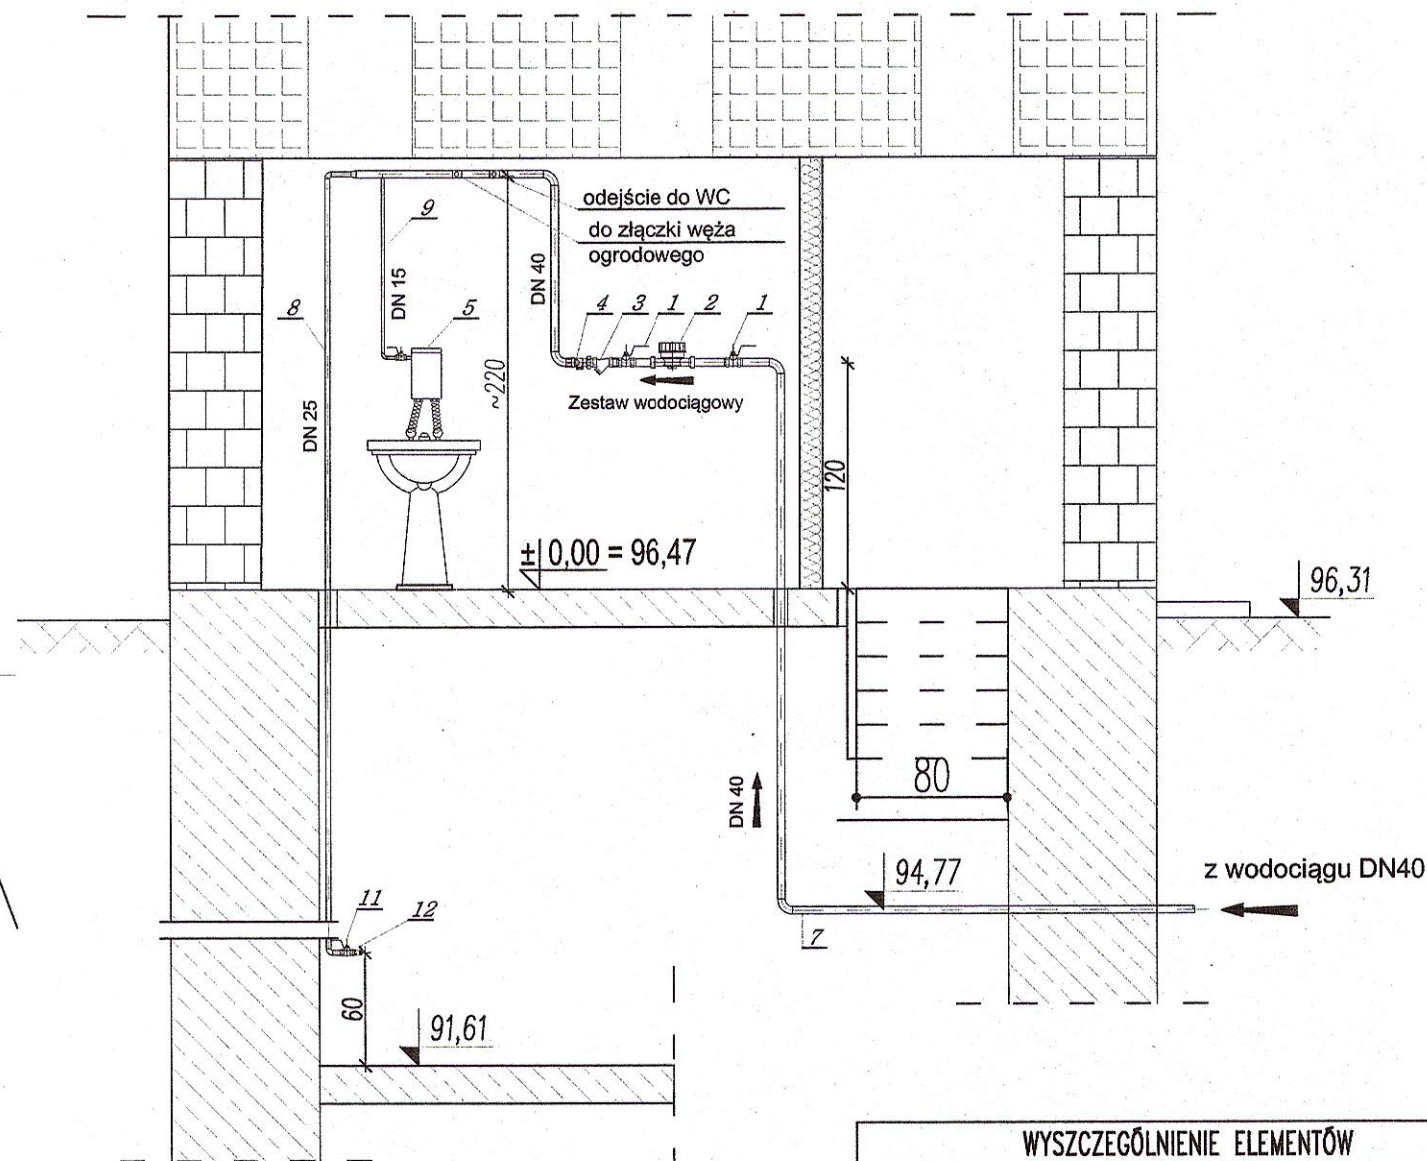 odejście do WC
do złączki węża
ogrodowego
9
DN 15
DN 40
8
5
4
3
1
2
1
~220
Zestaw wodociągowy
DN 25
120
± 0,00 = 96,47
96,31
80
DN 40
94,77
z wodociągu DN40
11
12
7
60
91,61
WYSZCZEGÓLNIENIE ELEMENTÓW